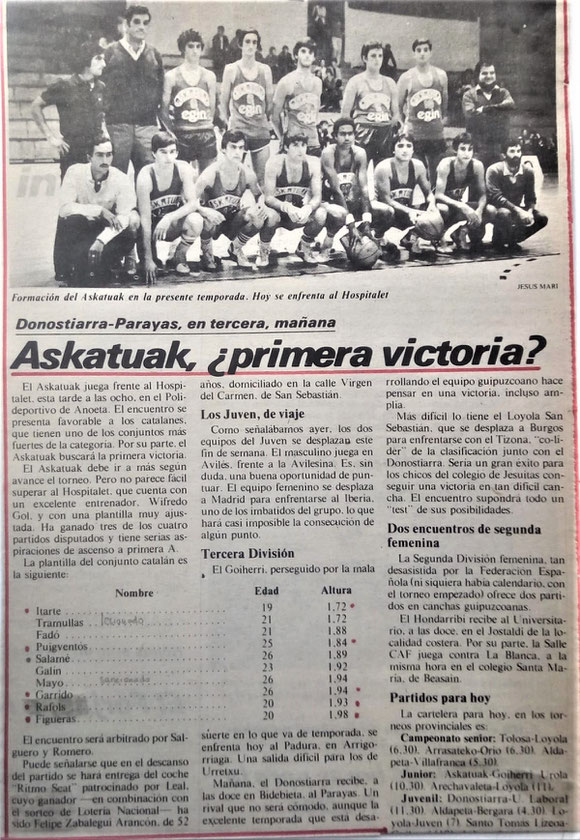 egin
egin
egin
JESUS MARI
Formación del Askatuak en la presente temporada. Hoy se enfrenta al Hospitalet
Donostiarra-Parayas, en tercera, mañana
Askatuak, ¿primera victoria?
El Askatuak juega frente al Hospi-
talet, esta tarde a las ocho, en el Poli-
deportivo de Anoeta. El encuentro se
presenta favorable a los catalanes,
que tienen uno de los conjuntos más
fuertes de la categoría. Por su parte, el
Askatuak buscará la primera victoria.
El Askatuak debe ir a más según
avance el torneo. Pero no parece fácil
superar al Hospitalet, que cuenta con
un excelente entrenador, Wifredo
Gol, y con una plantilla muy ajus-
tada. Ha ganado tres de los cuatro
partidos disputados y tiene serias as-
piraciones de ascenso a primera A.
La plantilla del conjunto catalán es
la siguiente:
años, domiciliado en la calle Virgen
del Carmen, de San Sebastián.
Los Juven, de viaje
Como señalábamos ayer, los dos
equipos del Juven se desplazan este
fin de semana. El masculino juega en
Avilés, frente a la Avilesina. Es, sin
duda, una buena oportunidad de pun-
tuar. El equipo femenino se desplaza
a Madrid para enfrentarse al Iberia,
uno de los imbatidos del grupo, lo que
hará casi imposible la consecución de
algún punto.
Tercera División
El Goiherri, perseguido por la mala
Nombre Edad Altura
Itarte 19 1.72
Tramullas 21 1.72
Fadó 21 1.88
Puigventos 25 1.84
Salamé 26 1.89
Galin 23 1.92
Mayo 26 1.94
Garrido 26 1.94
Rafols 20 1.93
Figueras 20 1.98
El encuentro será arbitrado por Sal-
guero y Romero.
Puede señalarse que en el descanso
del partido se hará entrega del coche
"Ritmo Seat" patrocinado por Leal,
cuyo ganador —en combinación con
el sorteo de Lotería Nacional— ha
sido Felipe Zabalegui Arancón, de 52
suerte en lo que va de temporada, se
enfrenta hoy al Padura, en Arri-
gorriaga. Una salida difícil para los de
Urretxu.
Mañana, el Donostiarra recibe, a
las doce, en Bidebieta, al Parayas. Un
rival que no será cómodo, aunque la
excelente temporada que está desa-
rrollando el equipo guipuzcoano hace
pensar en una victoria, incluso am-
plia.
Más difícil lo tiene el Loyola San
Sebastián, que se desplaza a Burgos
para enfrentarse con el Tizona, "co-lí-
der" de la clasificación junto con el
Donostiarra. Sería un gran éxito para
los chicos del colegio de Jesuitas con-
seguir una victoria en tan difícil can-
cha. El encuentro supondrá todo un
"test" de sus posibilidades.
Dos encuentros de segunda
femenina
La Segunda División femenina, tan
desasistida por la Federación Espa-
ñola (ni siquiera había calendario, con
el torneo empezado) ofrece dos parti-
dos en canchas guipuzcoanas.
El Hondarribi recibe al Universita-
rio, a las doce, en el Jostaldi de la lo-
calidad costera. Por su parte, la Salle
CAF juega contra La Blanca, a la
misma hora en el colegio Santa Ma-
ría, de Beasain.
Partidos para hoy
La cartelera para hoy, en los tor-
neos provinciales es:
Campeonato senior: Tolosa-Loyola
(6.30). Arrasateko-Orio (6.30). Alda-
peta-Villafranca (5.30).
Junior: Askatuak-Goiherri Urola
(10.30). Arechavaleta-Loyola (11).
Juvenil: Donostiarra-U. Laboral
(11.30). Aldapeta-Bergara (4.30). Lo-
yola-Juven (?). Santo Tomás Lizeoa-